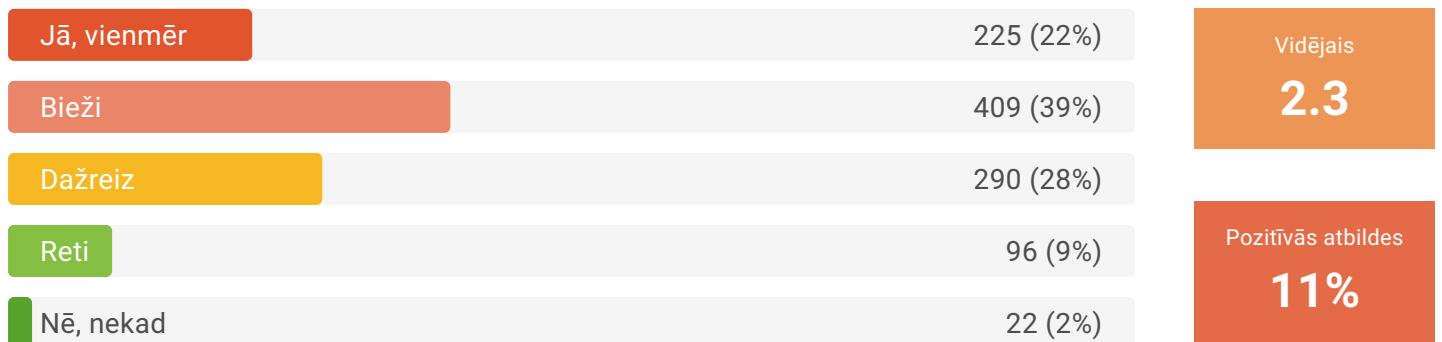 Jā, vienmēr 225 (22%)
Bieži 409 (39%)
Dažreiz 290 (28%)
Reti 96 (9%)
Nē, nekad 22 (2%)
Vidējais
2.3
Pozitīvās atbildes
11%